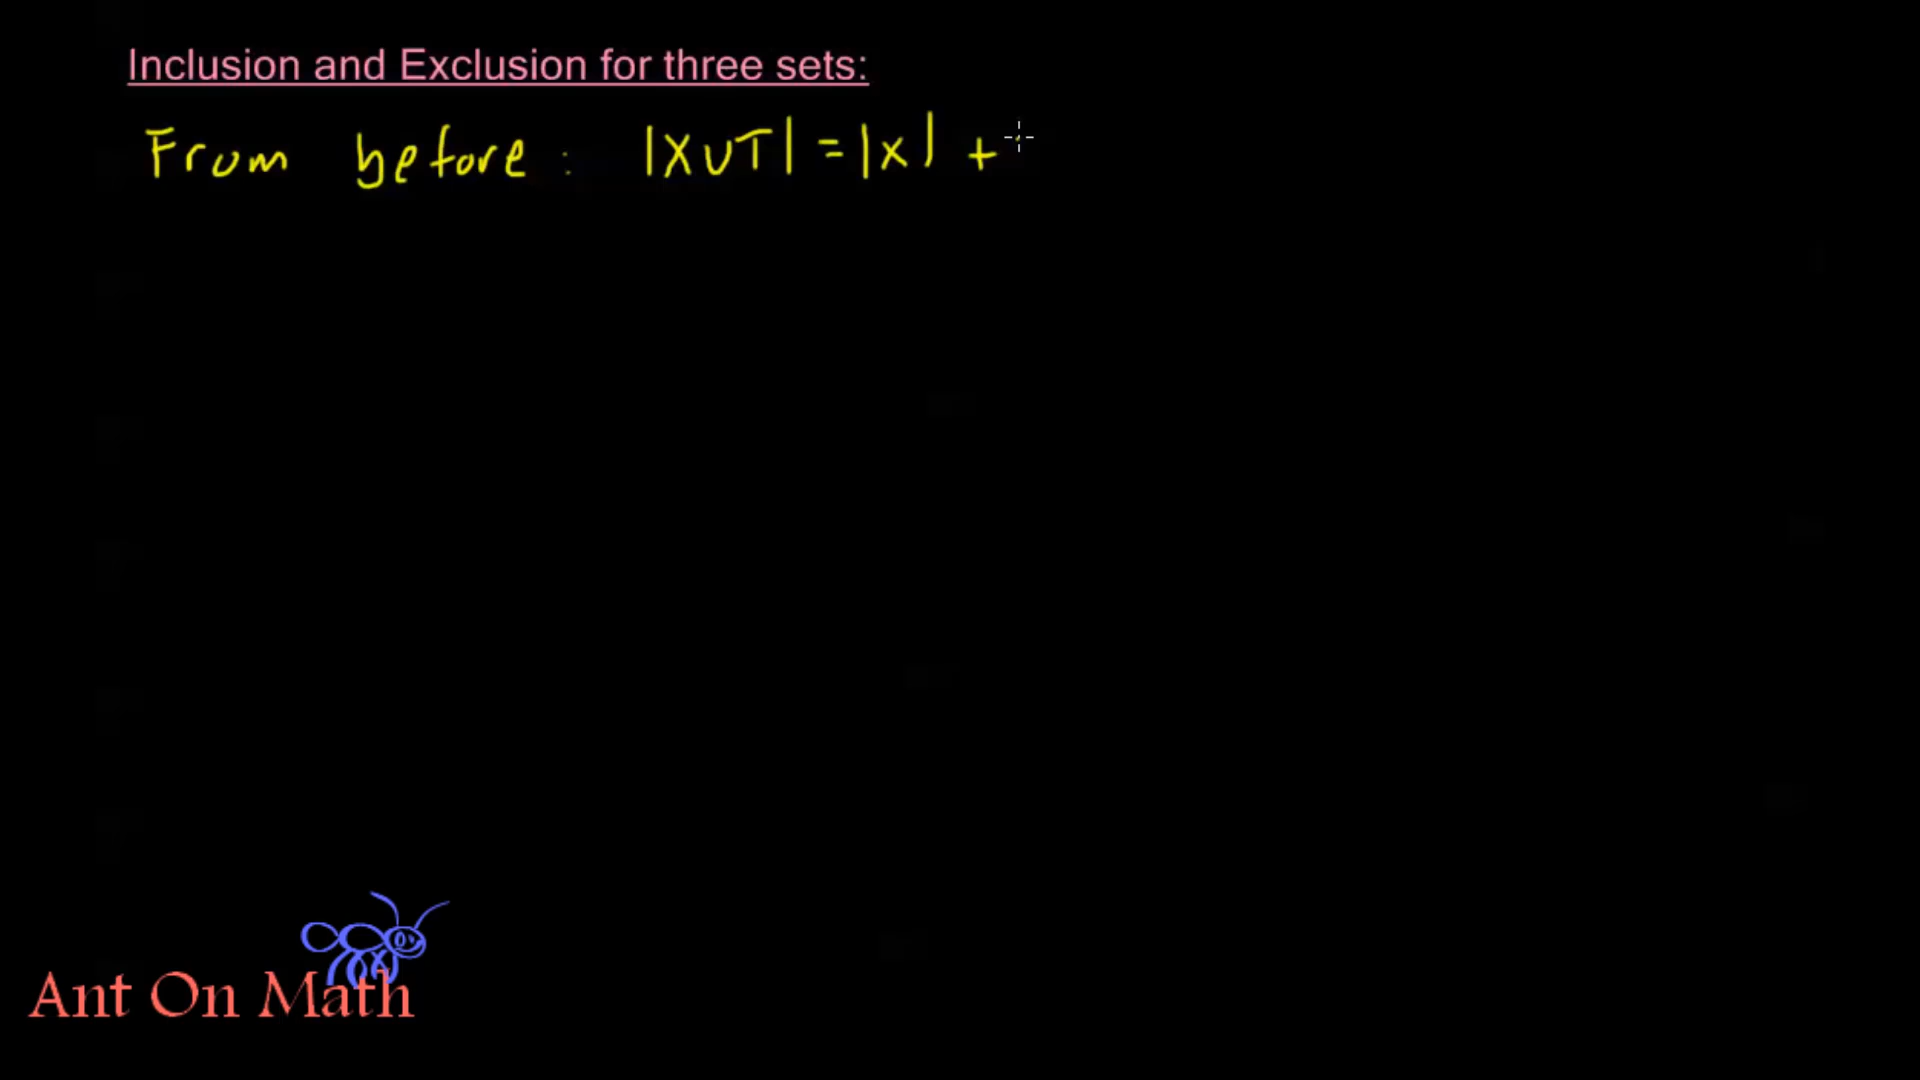 Inclusion and Exclusion for three sets:
From before: |X∪T| = |X| +
Ant On Math